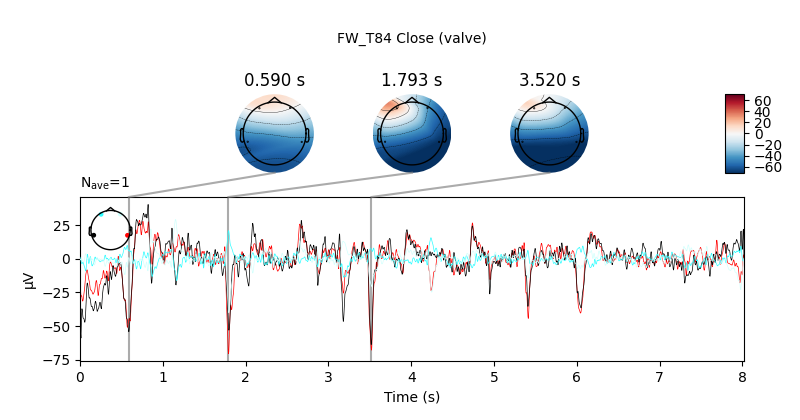 FW_T84 Close (valve)
0.590 s
1.793 s
3.520 s
60
40
20
0
−20
−40
−60
Nave=1
25
0
−25
−50
−75
µV
0 1 2 3 4 5 6 7 8
Time (s)